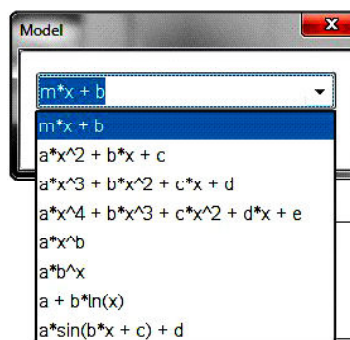 Model
m*x + b
m*x + b
a*x^2 + b*x + c
a*x^3 + b*x^2 + c*x + d
a*x^4 + b*x^3 + c*x^2 + d*x + e
a*x^b
a*b^x
a + b*ln(x)
a*sin(b*x + c) + d